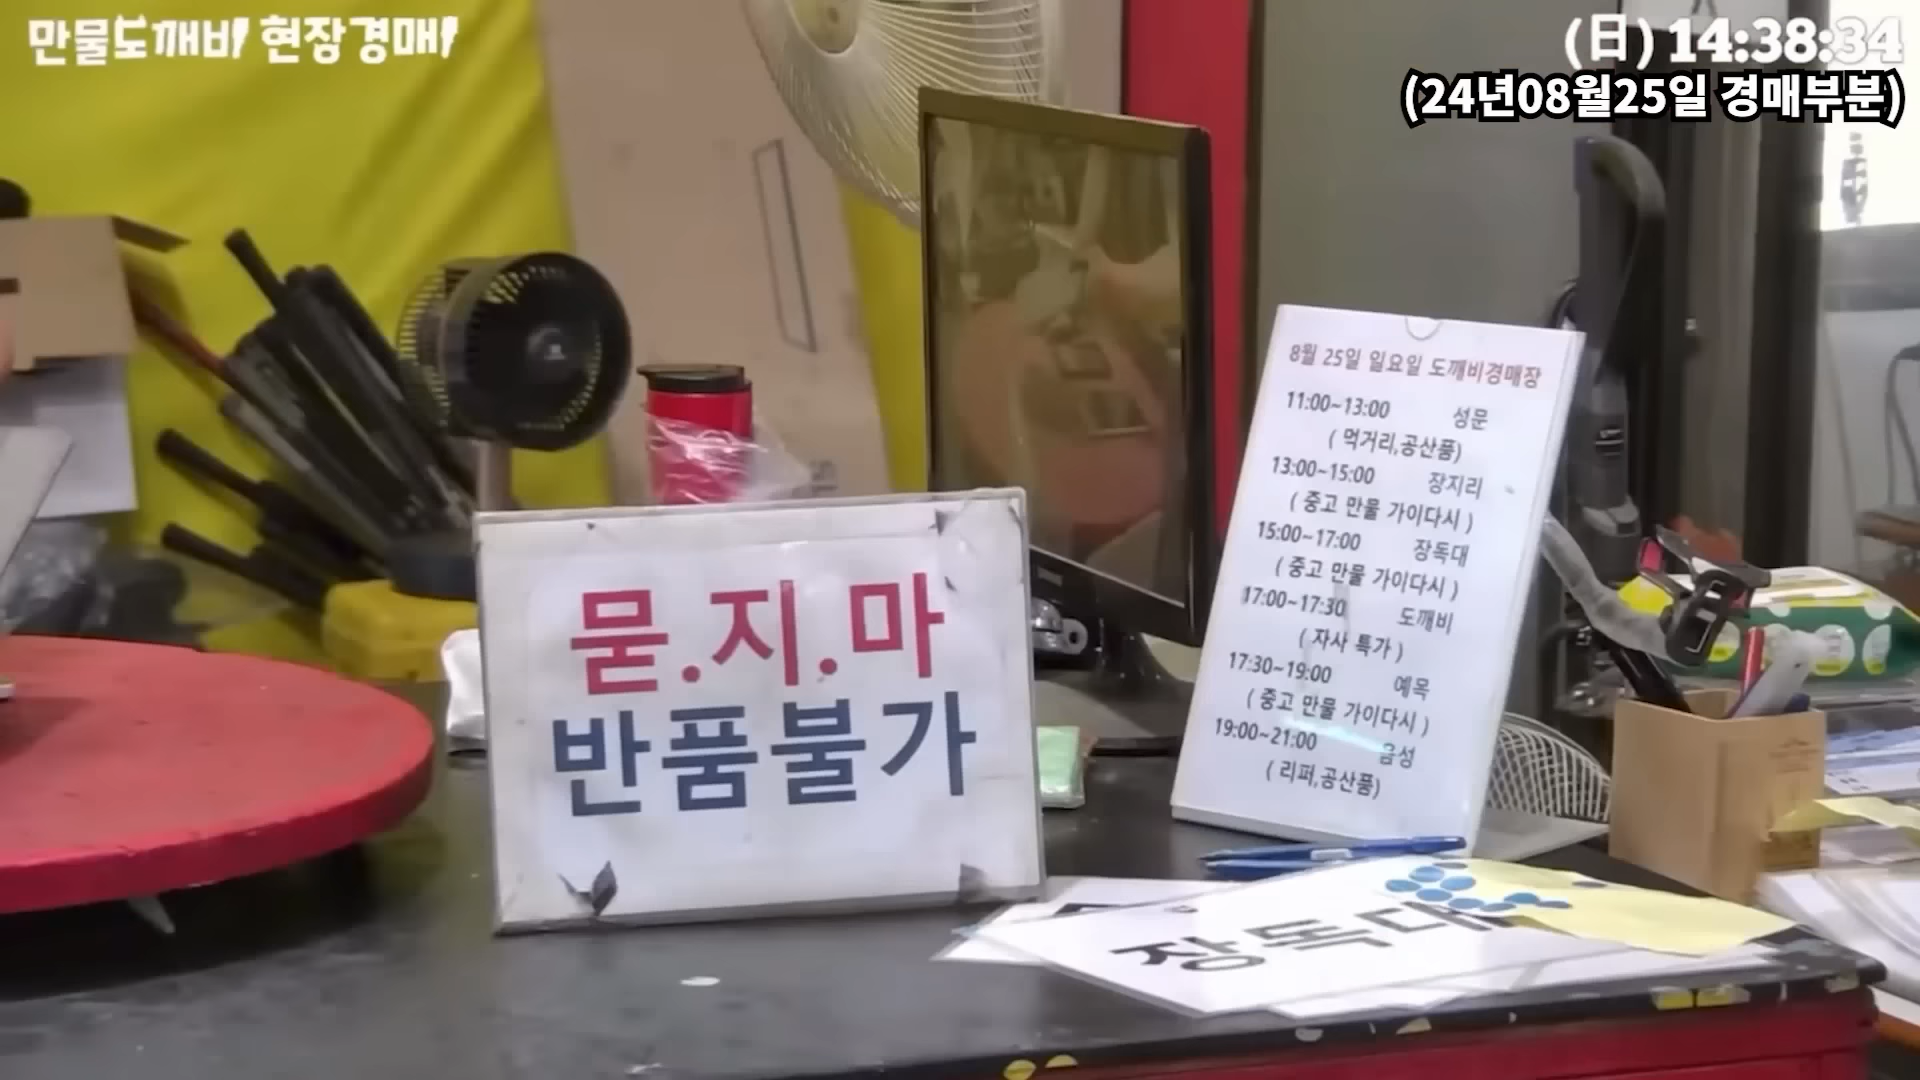 만물도깨비 현장경매
(日) 14:38:34
(24년08월25일 경매부분)
8월 25일 일요일 도깨비경매장
11:00~13:00 성문
( 먹거리,공산품)
13:00~15:00 장지리
( 중고 만물 가이다시 )
15:00~17:00 장독대
( 중고 만물 가이다시 )
17:00~17:30 도깨비
( 자사 특가 )
17:30~19:00 예목
( 중고 만물 가이다시 )
19:00~21:00 음성
( 리퍼,공산품)
묻.지.마
반품불가
장독대